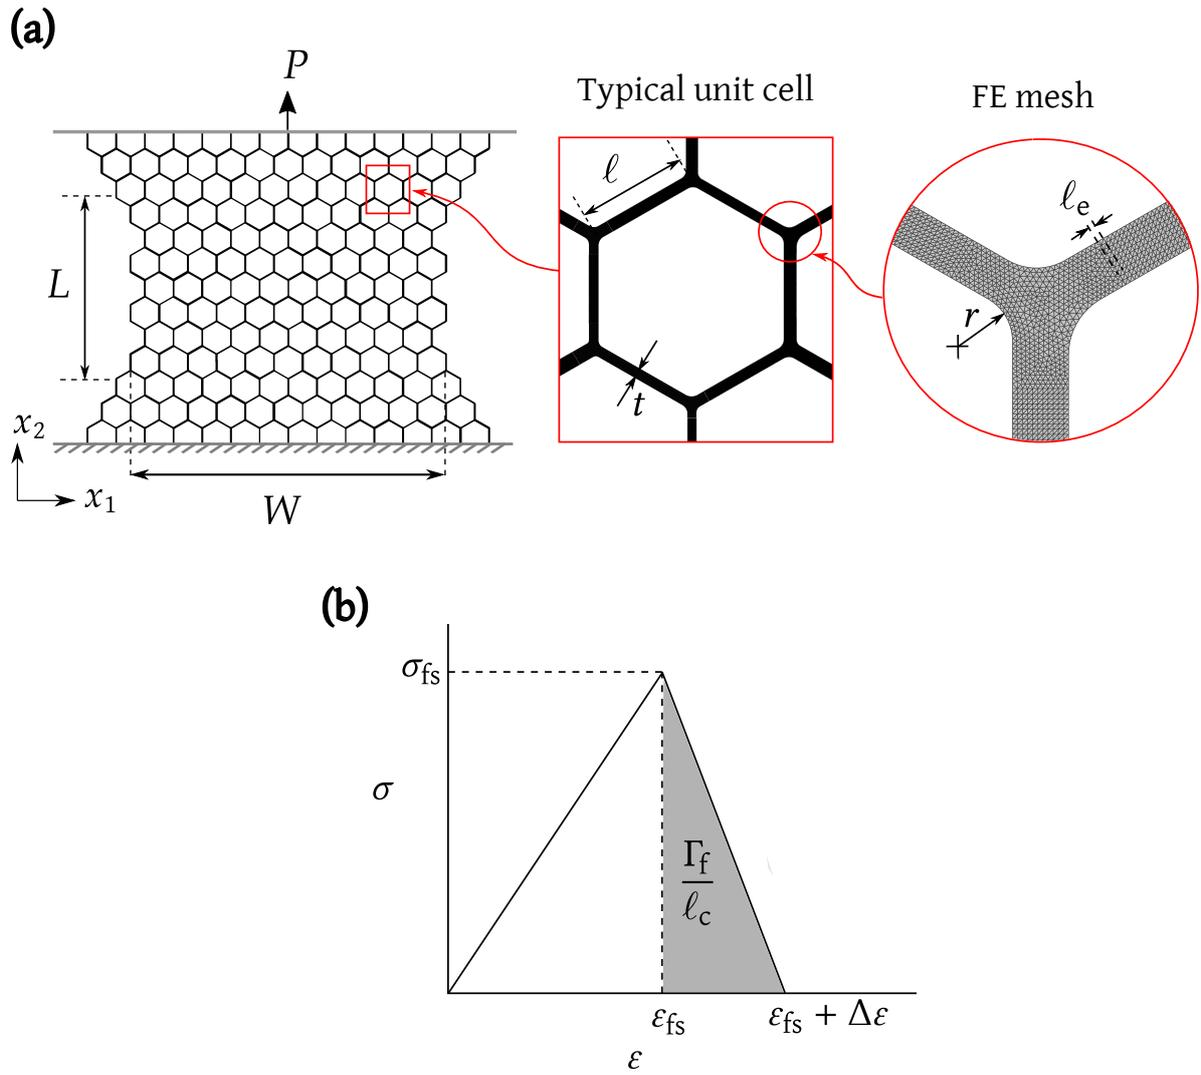 (a)
P
Typical unit cell
FE mesh
ℓ
ℓe
L
r
t
x2
x1
W
(b)
σfs
σ
Γf
ℓc
εfs
εfs + Δε
ε